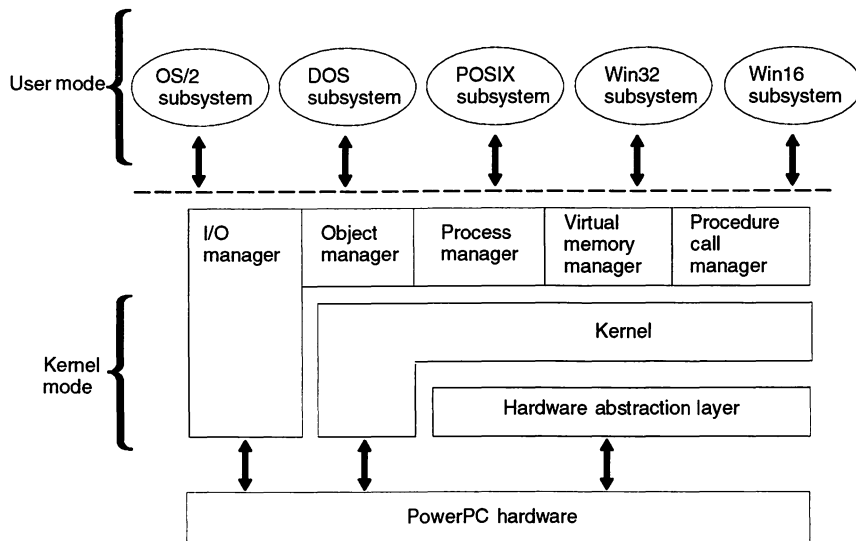 User mode
OS/2
subsystem
DOS
subsystem
POSIX
subsystem
Win32
subsystem
Win16
subsystem
I/O
manager
Object
manager
Process
manager
Virtual
memory
manager
Procedure
call
manager
Kernel
mode
Kernel
Hardware abstraction layer
PowerPC hardware